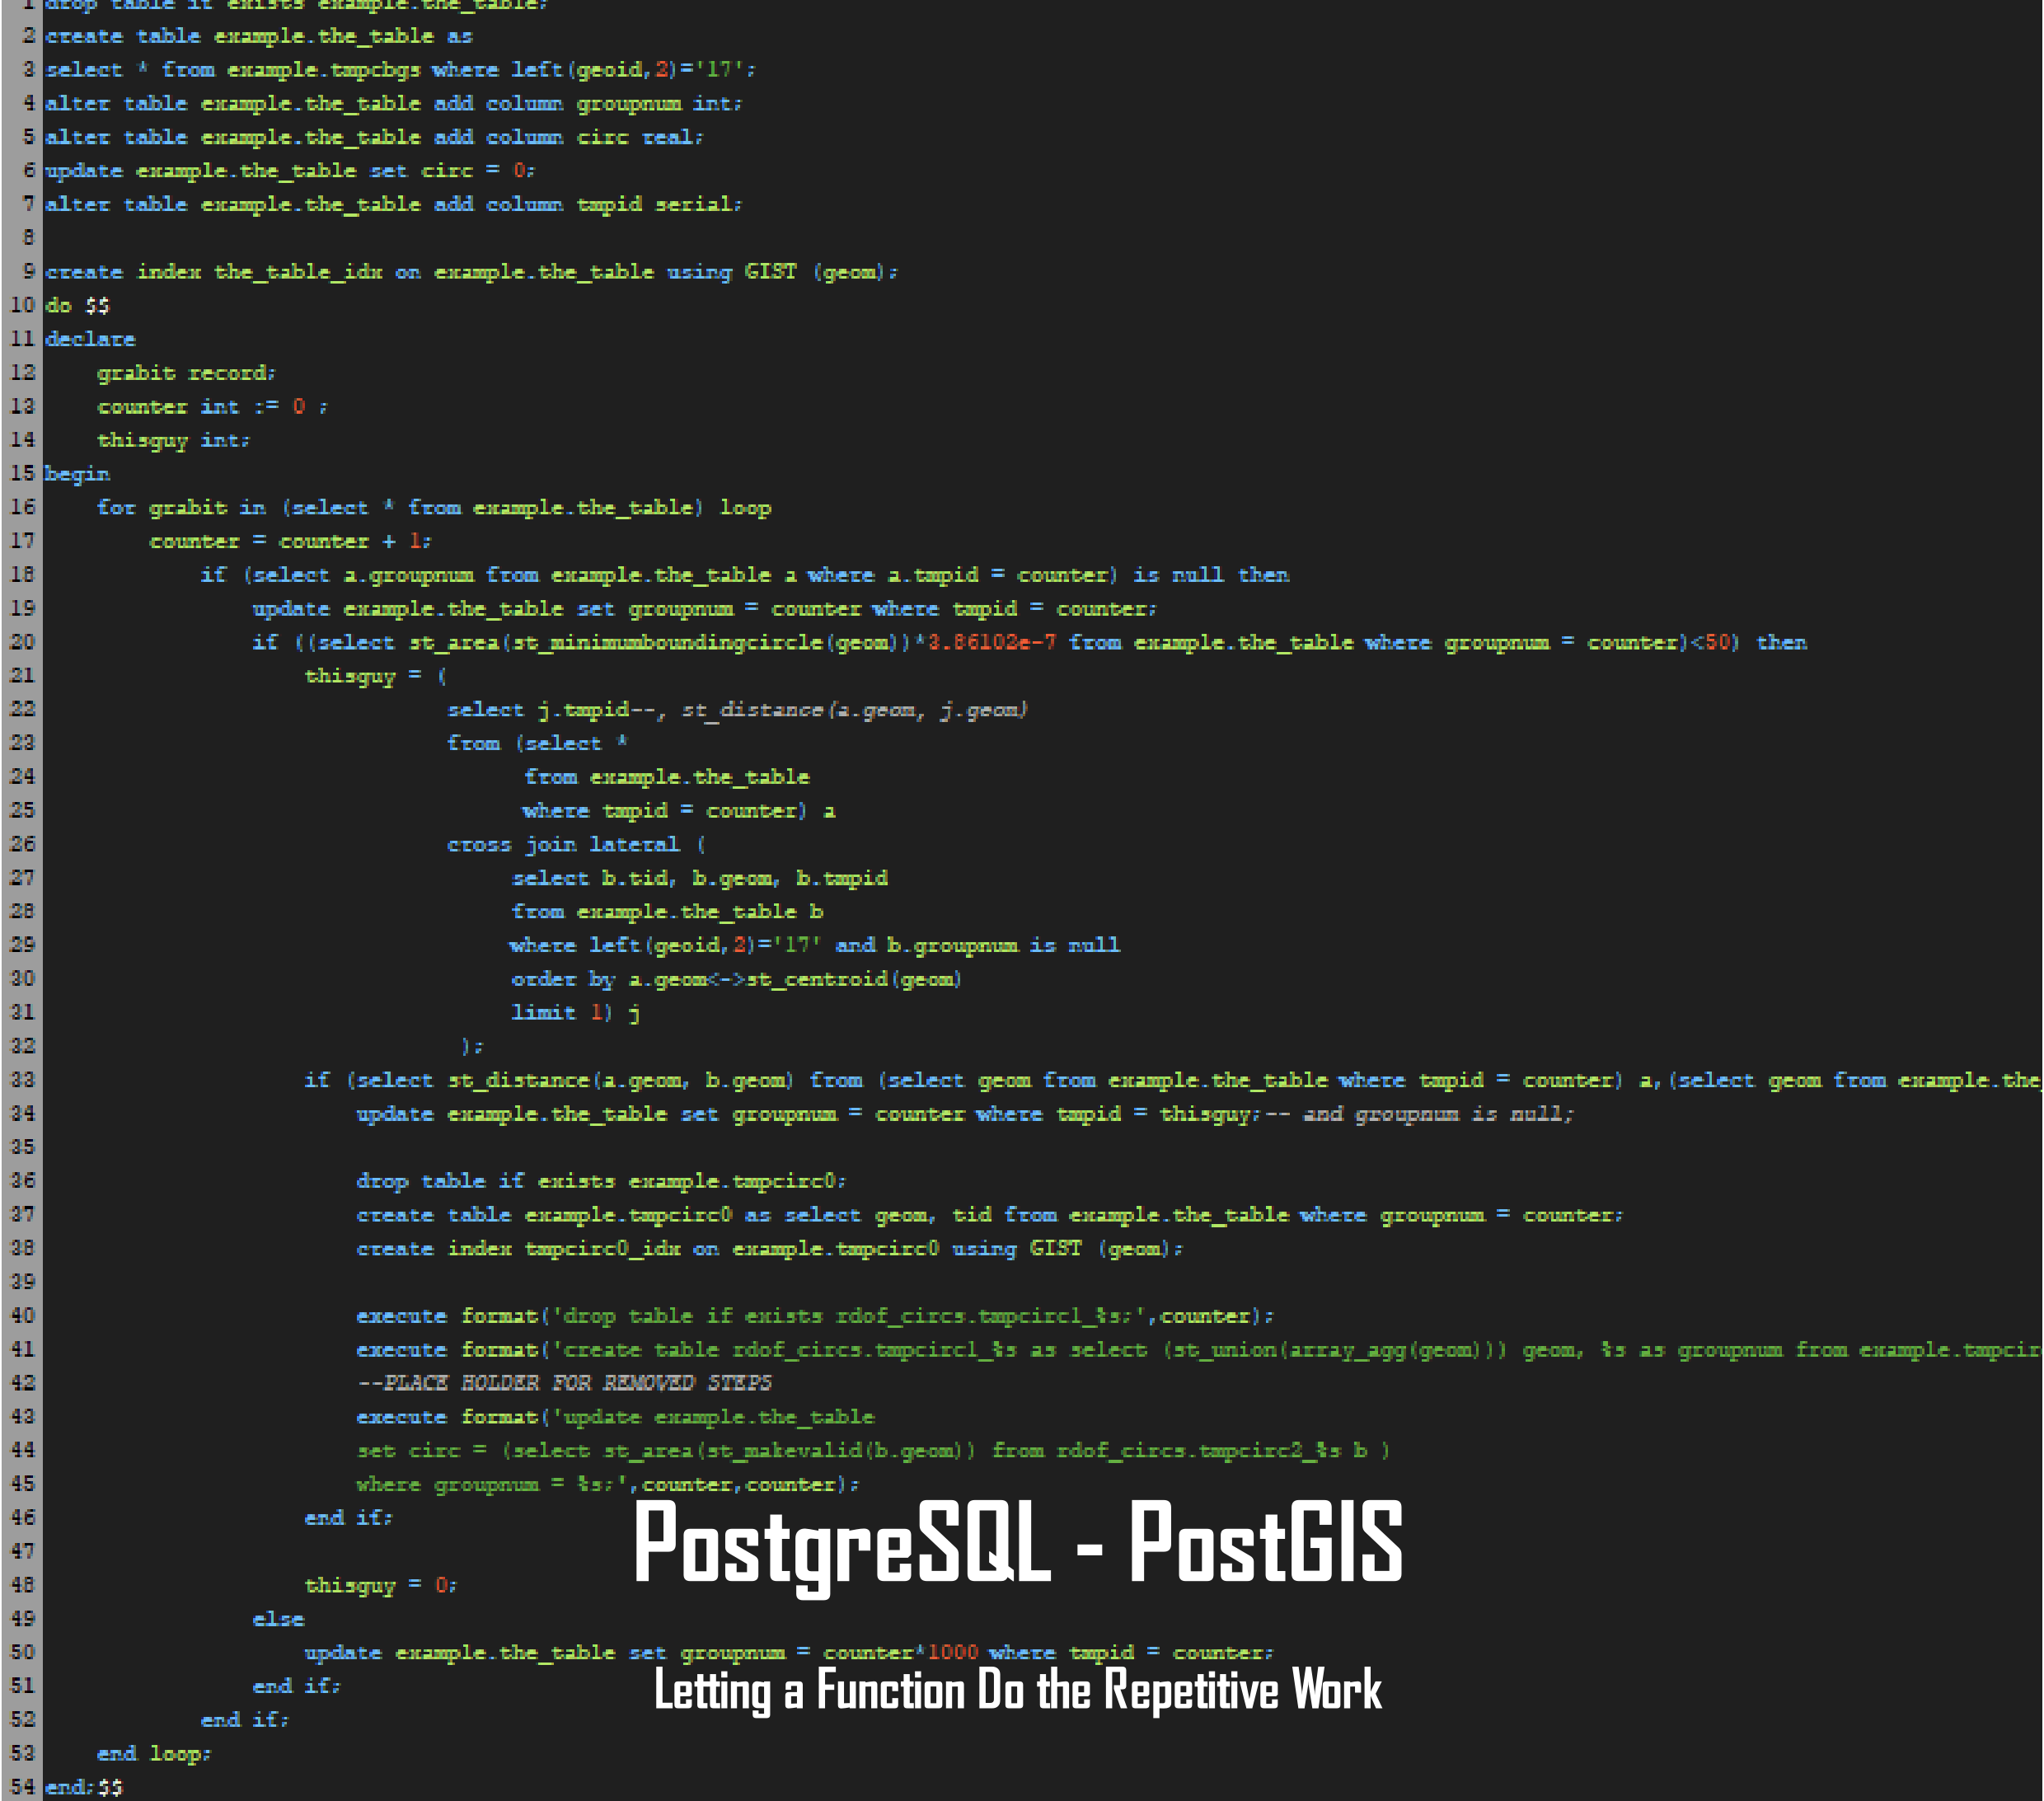 1 drop table if exists example.the_table;
2 create table example.the_table as
3 select * from example.tmpcbgs where left(geoid,2)='17';
4 alter table example.the_table add column groupnum int;
5 alter table example.the_table add column circ real;
6 update example.the_table set circ = 0;
7 alter table example.the_table add column tmpid serial;
8
9 create index the_table_idx on example.the_table using GIST (geom);
10 do $$
11 declare
12 grabit record;
13 counter int := 0 ;
14 thisguy int;
15 begin
16 for grabit in (select * from example.the_table) loop
17 counter = counter + 1;
18 if (select a.groupnum from example.the_table a where a.tmpid = counter) is null then
19 update example.the_table set groupnum = counter where tmpid = counter;
20 if ((select st_area(st_minimumboundingcircle(geom))*3.86102e-7 from example.the_table where groupnum = counter)<50) then
21 thisguy = (
22 select j.tmpid--, st_distance(a.geom, j.geom)
23 from (select *
24 from example.the_table
25 where tmpid = counter) a
26 cross join lateral (
27 select b.tid, b.geom, b.tmpid
28 from example.the_table b
29 where left(geoid,2)='17' and b.groupnum is null
30 order by a.geom<->st_centroid(geom)
31 limit 1) j
32 );
33 if (select st_distance(a.geom, b.geom) from (select geom from example.the_table where tmpid = counter) a,(select geom from example.the_
34 update example.the_table set groupnum = counter where tmpid = thisguy;-- and groupnum is null;
35
36 drop table if exists example.tmpcirc0;
37 create table example.tmpcirc0 as select geom, tid from example.the_table where groupnum = counter;
38 create index tmpcirc0_idx on example.tmpcirc0 using GIST (geom);
39
40 execute format('drop table if exists rdof_circs.tmpcirc1_%s;',counter);
41 execute format('create table rdof_circs.tmpcirc1_%s as select (st_union(array_agg(geom))) geom, %s as groupnum from example.tmpcir
42 --PLACE HOLDER FOR REMOVED STEPS
43 execute format('update example.the_table
44 set circ = (select st_area(st_makevalid(b.geom)) from rdof_circs.tmpcirc2_%s b )
45 where groupnum = %s;',counter,counter);
46 end if;
47
48 thisguy = 0;
49 else
50 update example.the_table set groupnum = counter*1000 where tmpid = counter;
51 end if;
52 end if;
53 end loop;
54 end;$$
PostgreSQL - PostGIS
Letting a Function Do the Repetitive Work